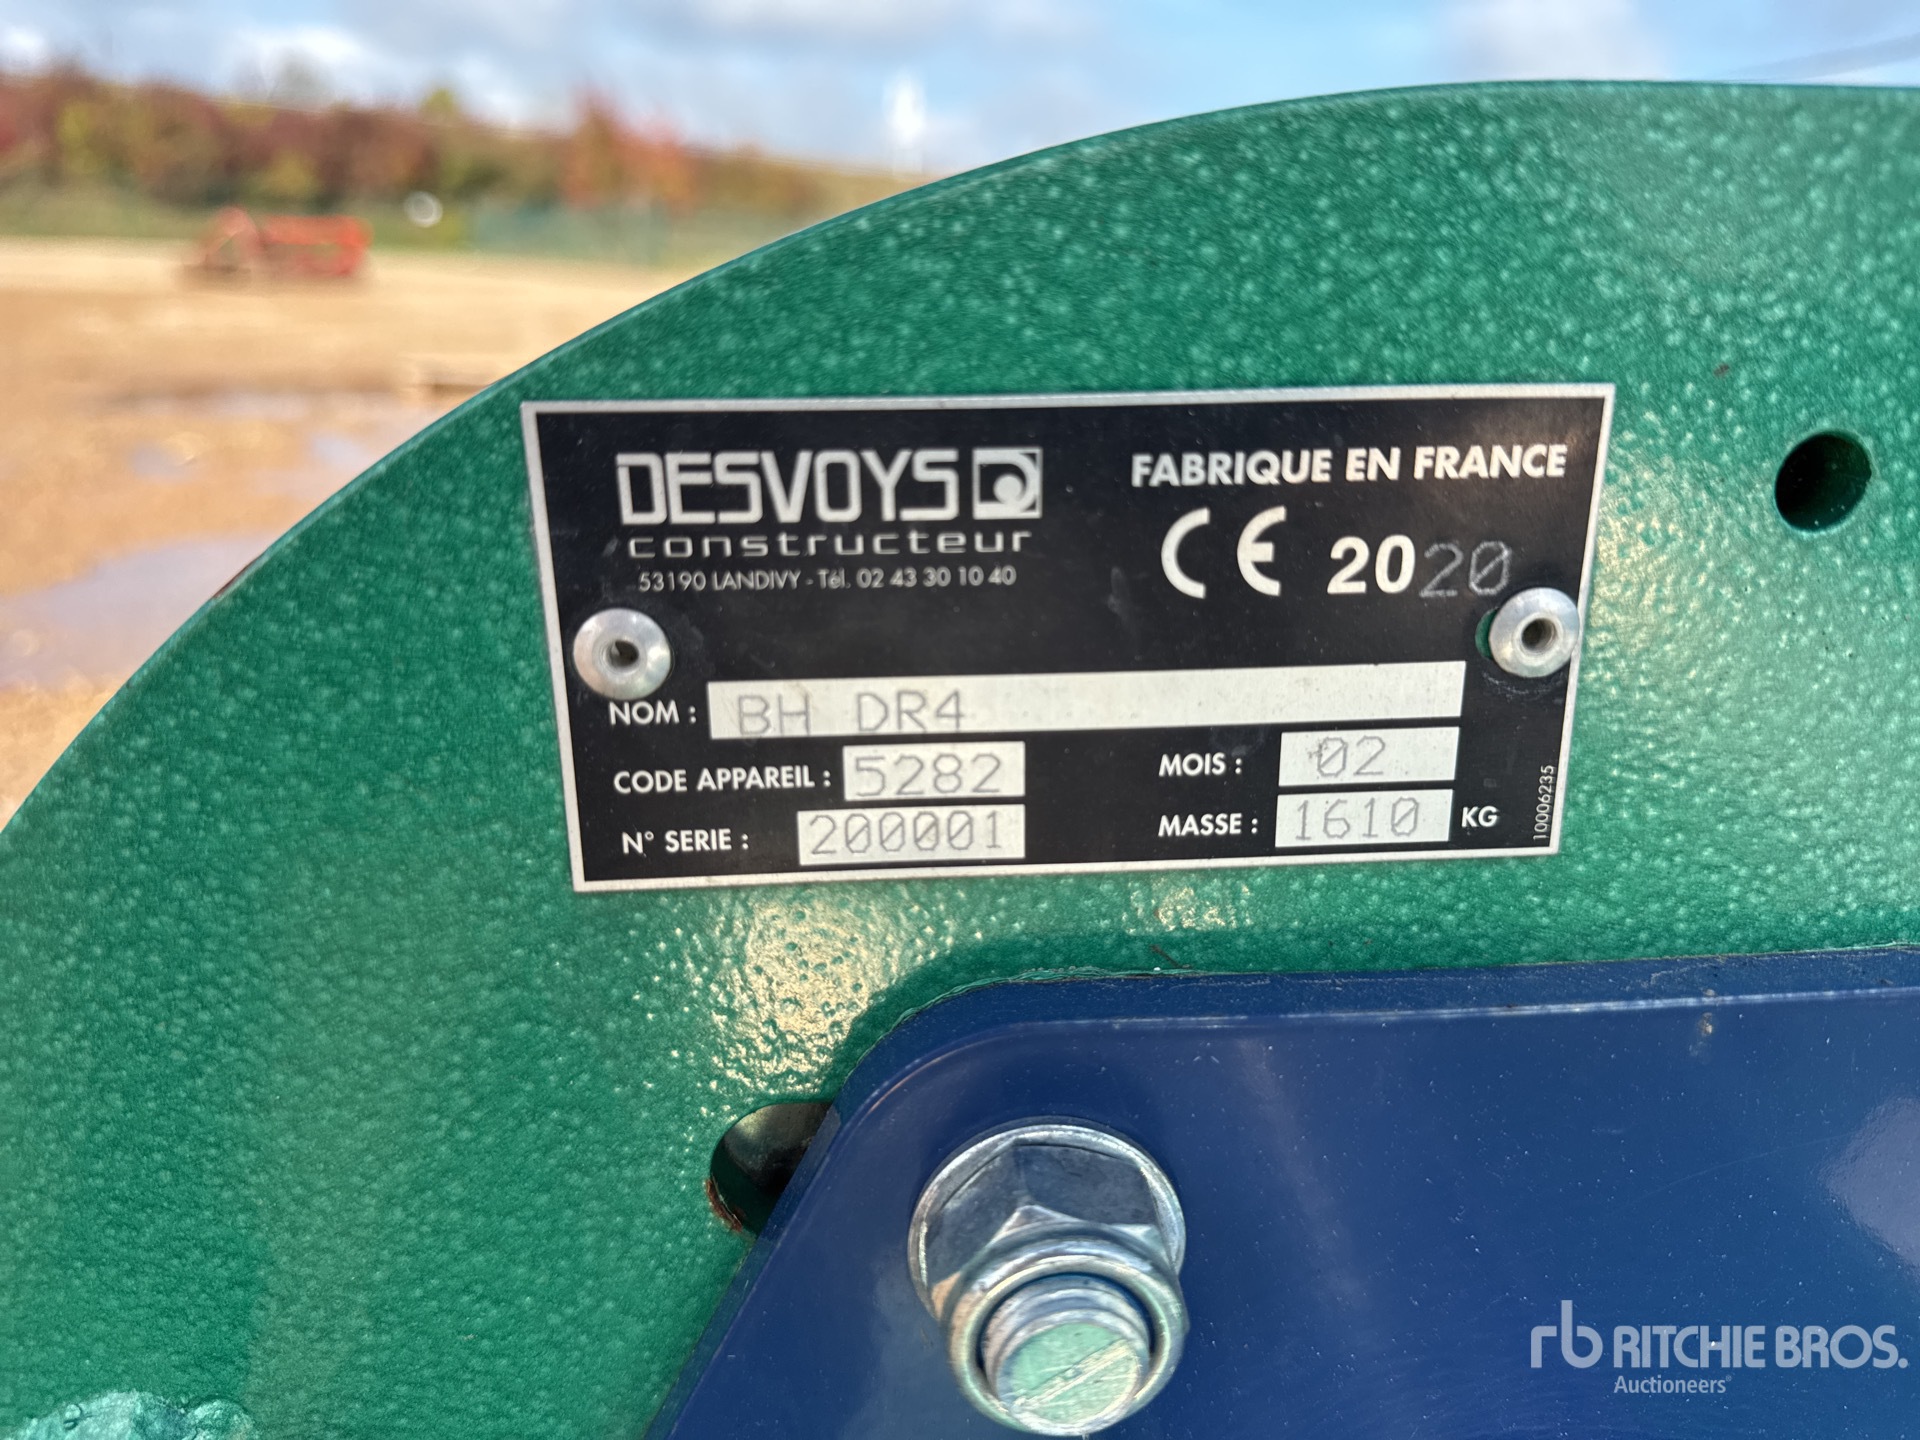 DESVOYS
constructeur
53190 LANDIVY - Tél. 02 43 30 10 40
FABRIQUE EN FRANCE
CE 2020
NOM : BH DR4
CODE APPAREIL : 5282
MOIS : 02
N° SERIE : 200001
MASSE : 1610 KG
10006235
rb RITCHIE BROS.
Auctioneers